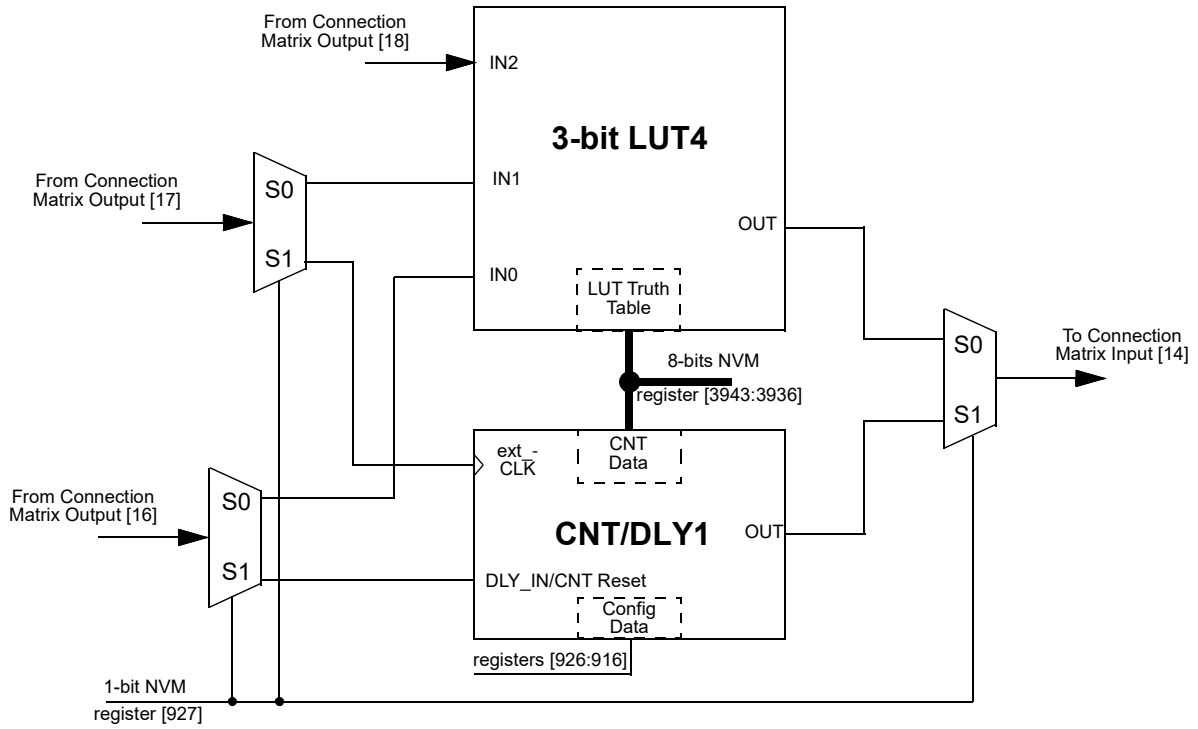 From Connection
Matrix Output [18]
IN2
3-bit LUT4
From Connection
Matrix Output [17]
S0
IN1
S1
OUT
IN0
LUT Truth
Table
S0
To Connection
Matrix Input [14]
8-bits NVM
register [3943:3936]
S1
ext_-
CLK
CNT
Data
From Connection
Matrix Output [16]
S0
CNT/DLY1
OUT
S1
DLY_IN/CNT Reset
Config
Data
registers [926:916]
1-bit NVM
register [927]